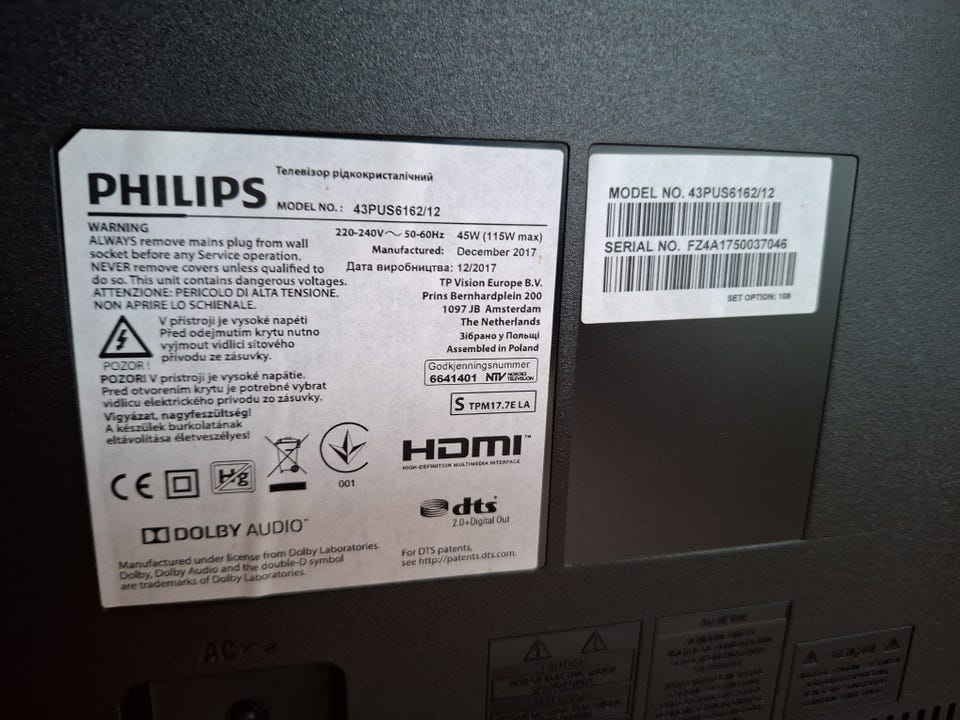 PHILIPS
Телевізор рідкокристалічний
MODEL NO.: 43PUS6162/12
220-240V ~ 50-60Hz 45W (115W max)
Manufactured: December 2017
Дата виробництва: 12/2017
TP Vision Europe B.V.
Prins Bernhardplein 200
1097 JB Amsterdam
The Netherlands
Зібрано у Польщі
Assembled in Poland
Godkjenningsnummer
6641401 NTV NORGES TELEVISJON
S TPM17.7E LA
WARNING
ALWAYS remove mains plug from wall
socket before any Service operation.
NEVER remove covers unless qualified to
do so. This unit contains dangerous voltages.
ATTENZIONE: PERICOLO DI ALTA TENSIONE.
NON APRIRE LO SCHIENALE.
V přístroji je vysoké napětí
Před odejmutím krytu nutno
vyjmout vidlici síťového
přívodu ze zásuvky.
POZOR!
POZOR! V prístroji je vysoké napätie.
Pred otvorením krytu je potrebné vybrat
vidlicu elektrického prívodu zo zásuvky.
Vigyázat, nagyfeszültség!
A készülek burkolatának
eltávolítása életveszélyes!
CE
Hg
001
HDMI™
HIGH-DEFINITION MULTIMEDIA INTERFACE
DOLBY AUDIO™
dts
2.0+Digital Out
Manufactured under license from Dolby Laboratories.
Dolby, Dolby Audio and the double-D symbol
are trademarks of Dolby Laboratories.
For DTS patents,
see http://patents.dts.com.
MODEL NO. 43PUS6162/12
SERIAL NO. FZ4A1750037046
SET OPTION: 108
AC ~
CAUTION